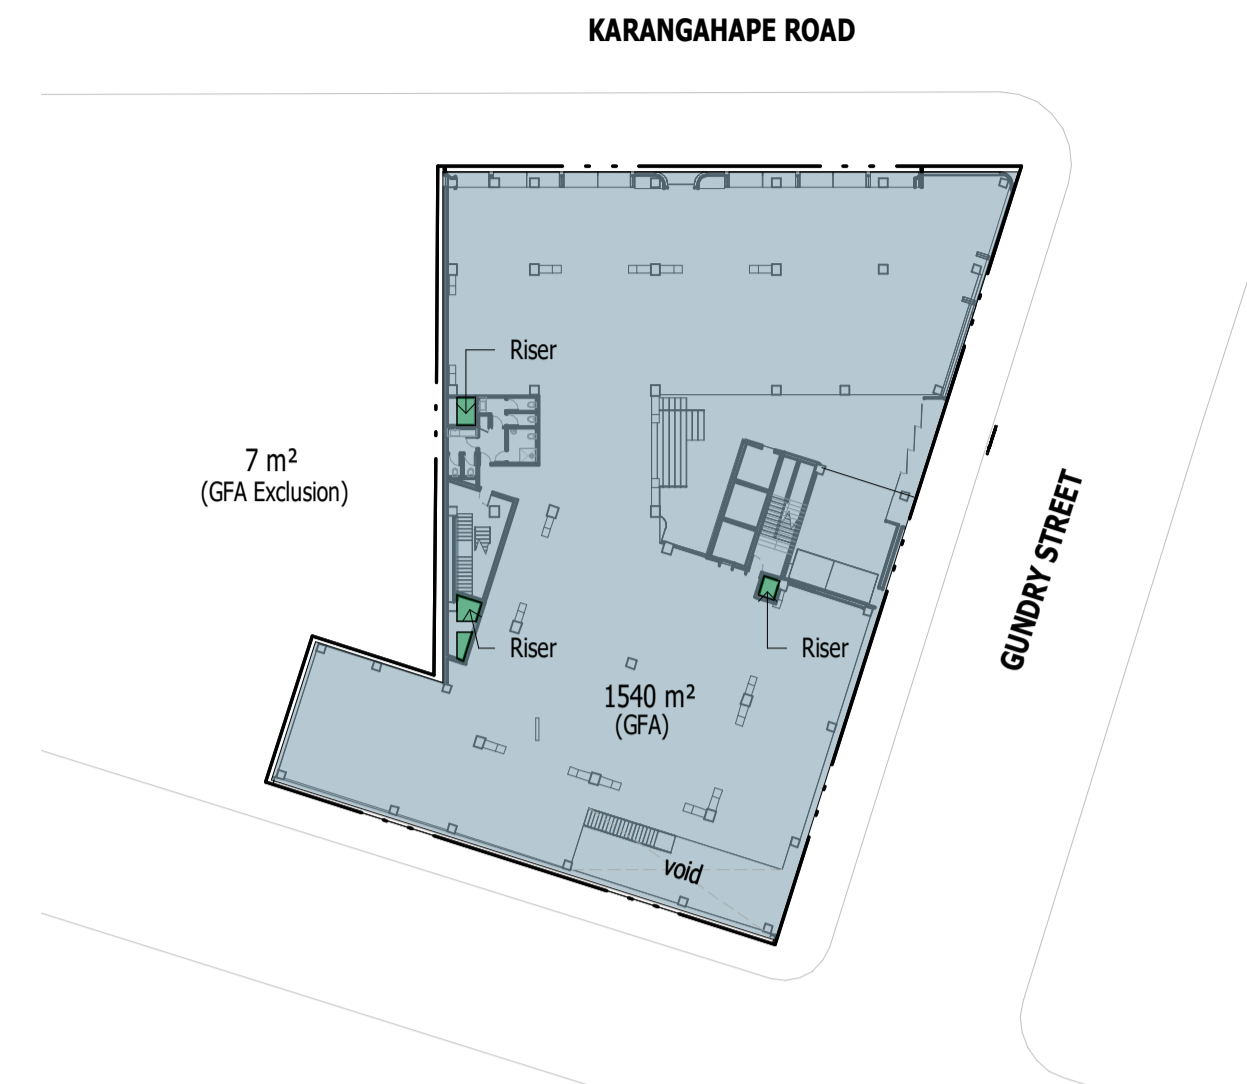 KARANGAHAPE ROAD
Riser
7 m²
(GFA Exclusion)
GUNDRY STREET
Riser
Riser
1540 m²
(GFA)
void